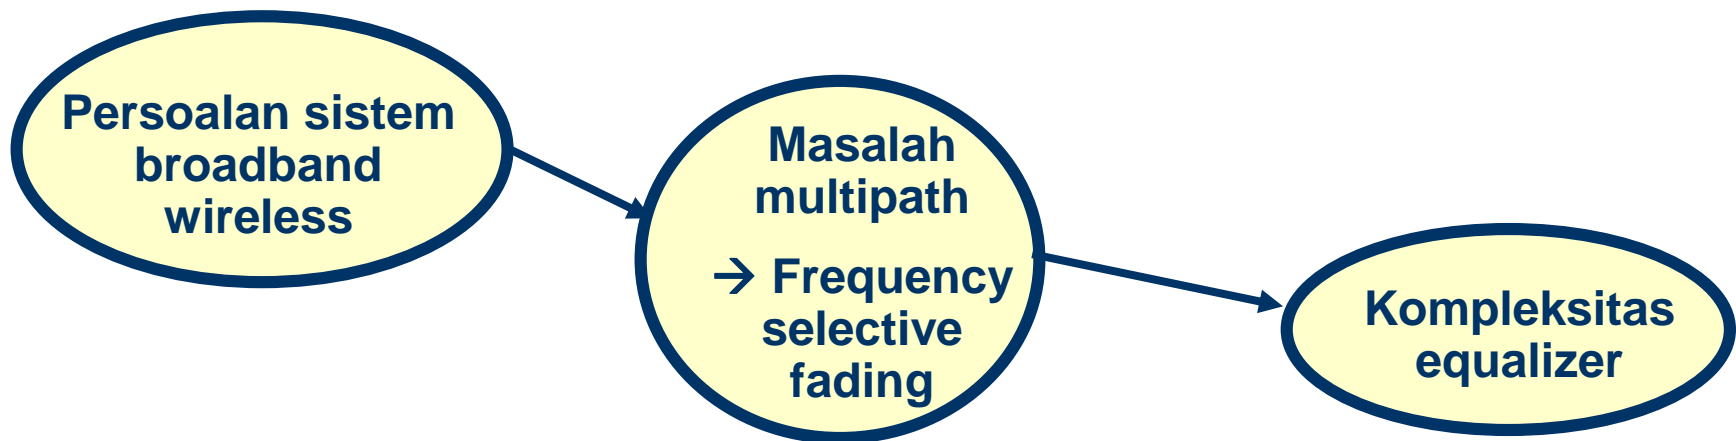 Persoalan sistem
broadband
wireless
Masalah
multipath
→ Frequency
selective
fading
Kompleksitas
equalizer